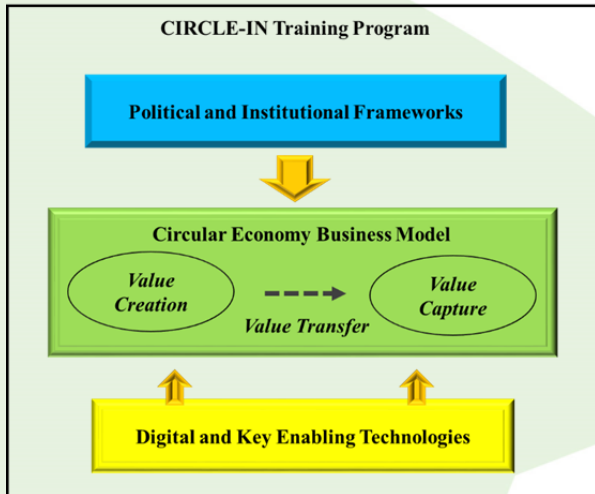 CIRCLE-IN Training Program
Political and Institutional Frameworks
Circular Economy Business Model
Value
Creation
Value Transfer
Value
Capture
Digital and Key Enabling Technologies